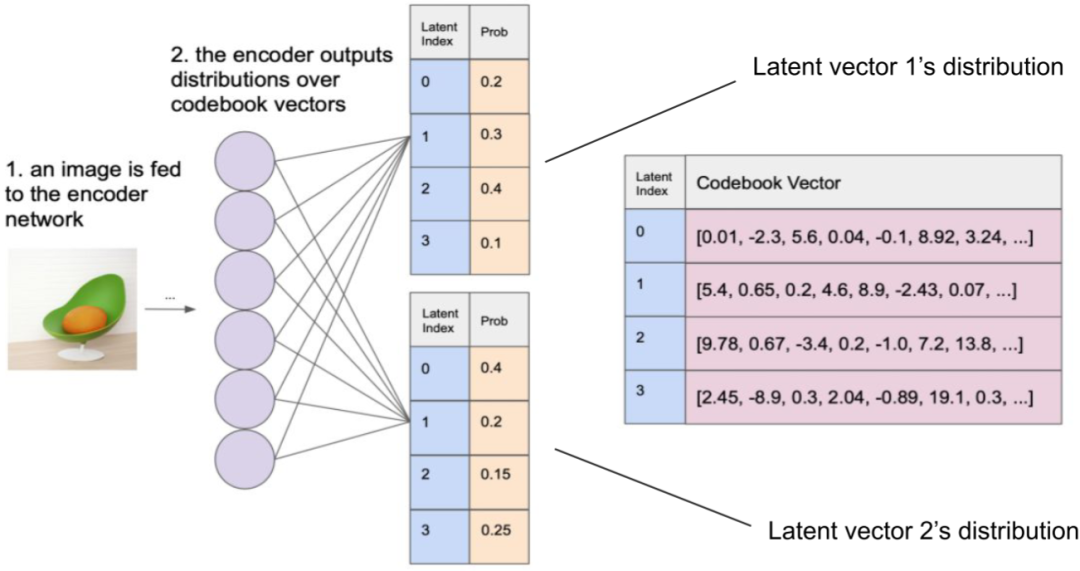 1. an image is fed
to the encoder
network
...
2. the encoder outputs
distributions over
codebook vectors
Latent Index Prob
0 0.2
1 0.3
2 0.4
3 0.1
Latent Index Prob
0 0.4
1 0.2
2 0.15
3 0.25
Latent vector 1’s distribution
Latent Index Codebook Vector
0 [0.01, -2.3, 5.6, 0.04, -0.1, 8.92, 3.24, ...]
1 [5.4, 0.65, 0.2, 4.6, 8.9, -2.43, 0.07, ...]
2 [9.78, 0.67, -3.4, 0.2, -1.0, 7.2, 13.8, ...]
3 [2.45, -8.9, 0.3, 2.04, -0.89, 19.1, 0.3, ...]
Latent vector 2’s distribution